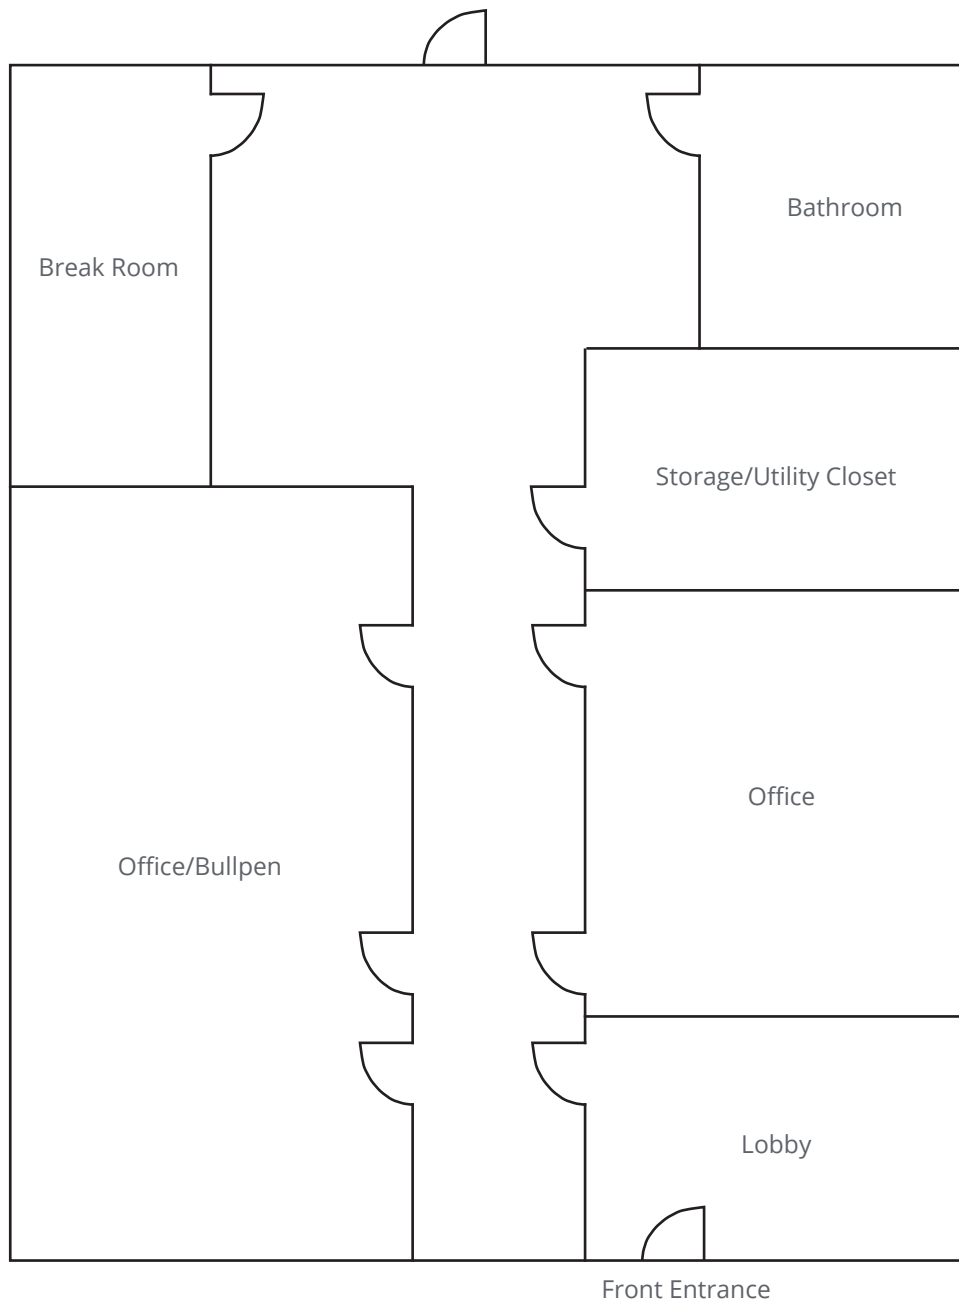 Bathroom
Break Room
Storage/Utility Closet
Office
Office/Bullpen
Lobby
Front Entrance